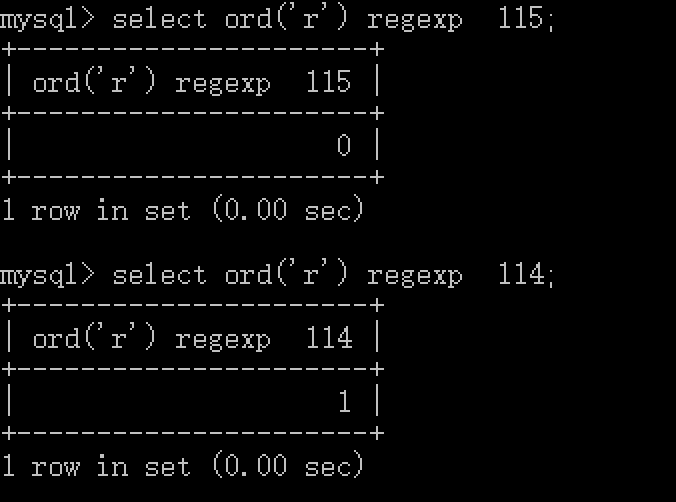 mysql> select ord('r') regexp  115;
+----------------------+
| ord('r') regexp  115 |
+----------------------+
|                    0 |
+----------------------+
1 row in set (0.00 sec)
mysql> select ord('r') regexp  114;
+----------------------+
| ord('r') regexp  114 |
+----------------------+
|                    1 |
+----------------------+
1 row in set (0.00 sec)